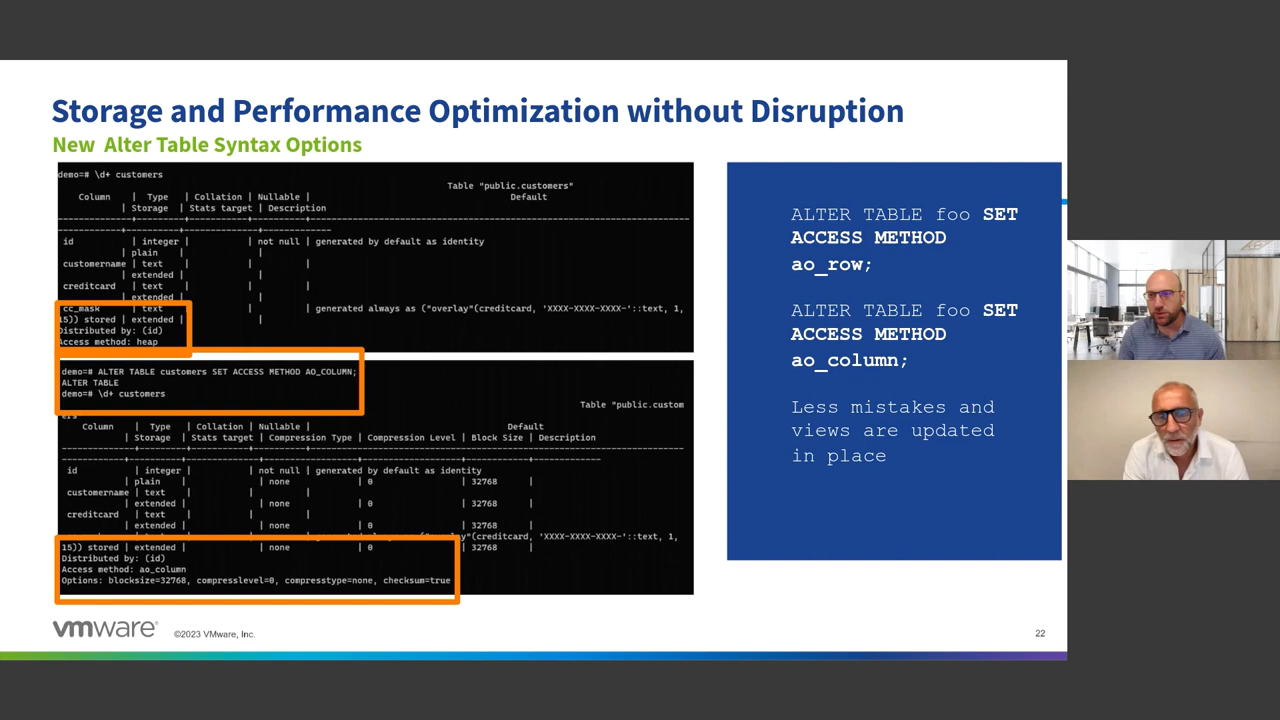 Storage and Performance Optimization without Disruption
New Alter Table Syntax Options
demo=# \d+ customers
Table "public.customers"
Column | Type | Collation | Nullable | Default
| Storage | Stats target | Description
id | integer | | not null | generated by default as identity
| plain | |
customername | text | | |
| extended | |
creditcard | text | | |
| extended | |
cc_mask | text | | | generated always as ("overlay"(creditcard, 'XXXX-XXXX-XXXX-'::text, 1,
15)) stored | extended | |
Distributed by: (id)
Access method: heap
demo=# ALTER TABLE customers SET ACCESS METHOD AO_COLUMN;
ALTER TABLE
demo=# \d+ customers
Table "public.custom
ers"
Column | Type | Collation | Nullable | Default
| Storage | Stats target | Compression Type | Compression Level | Block Size | Description
id | integer | | not null | generated by default as identity
| plain | | none | 0 | 32768 |
customername | text | | |
| extended | | none | 0 | 32768 |
creditcard | text | | |
| extended | | none | 0 | 32768 |
generated always as ("overlay"(creditcard, 'XXXX-XXXX-XXXX-'::text, 1,
15)) stored | extended | | none | 0 | 32768 |
Distributed by: (id)
Access method: ao_column
Options: blocksize=32768, compresslevel=0, compresstype=none, checksum=true
ALTER TABLE foo SET
ACCESS METHOD
ao_row;
ALTER TABLE foo SET
ACCESS METHOD
ao_column;
Less mistakes and
views are updated
in place
vmware®
©2023 VMware, Inc.
22